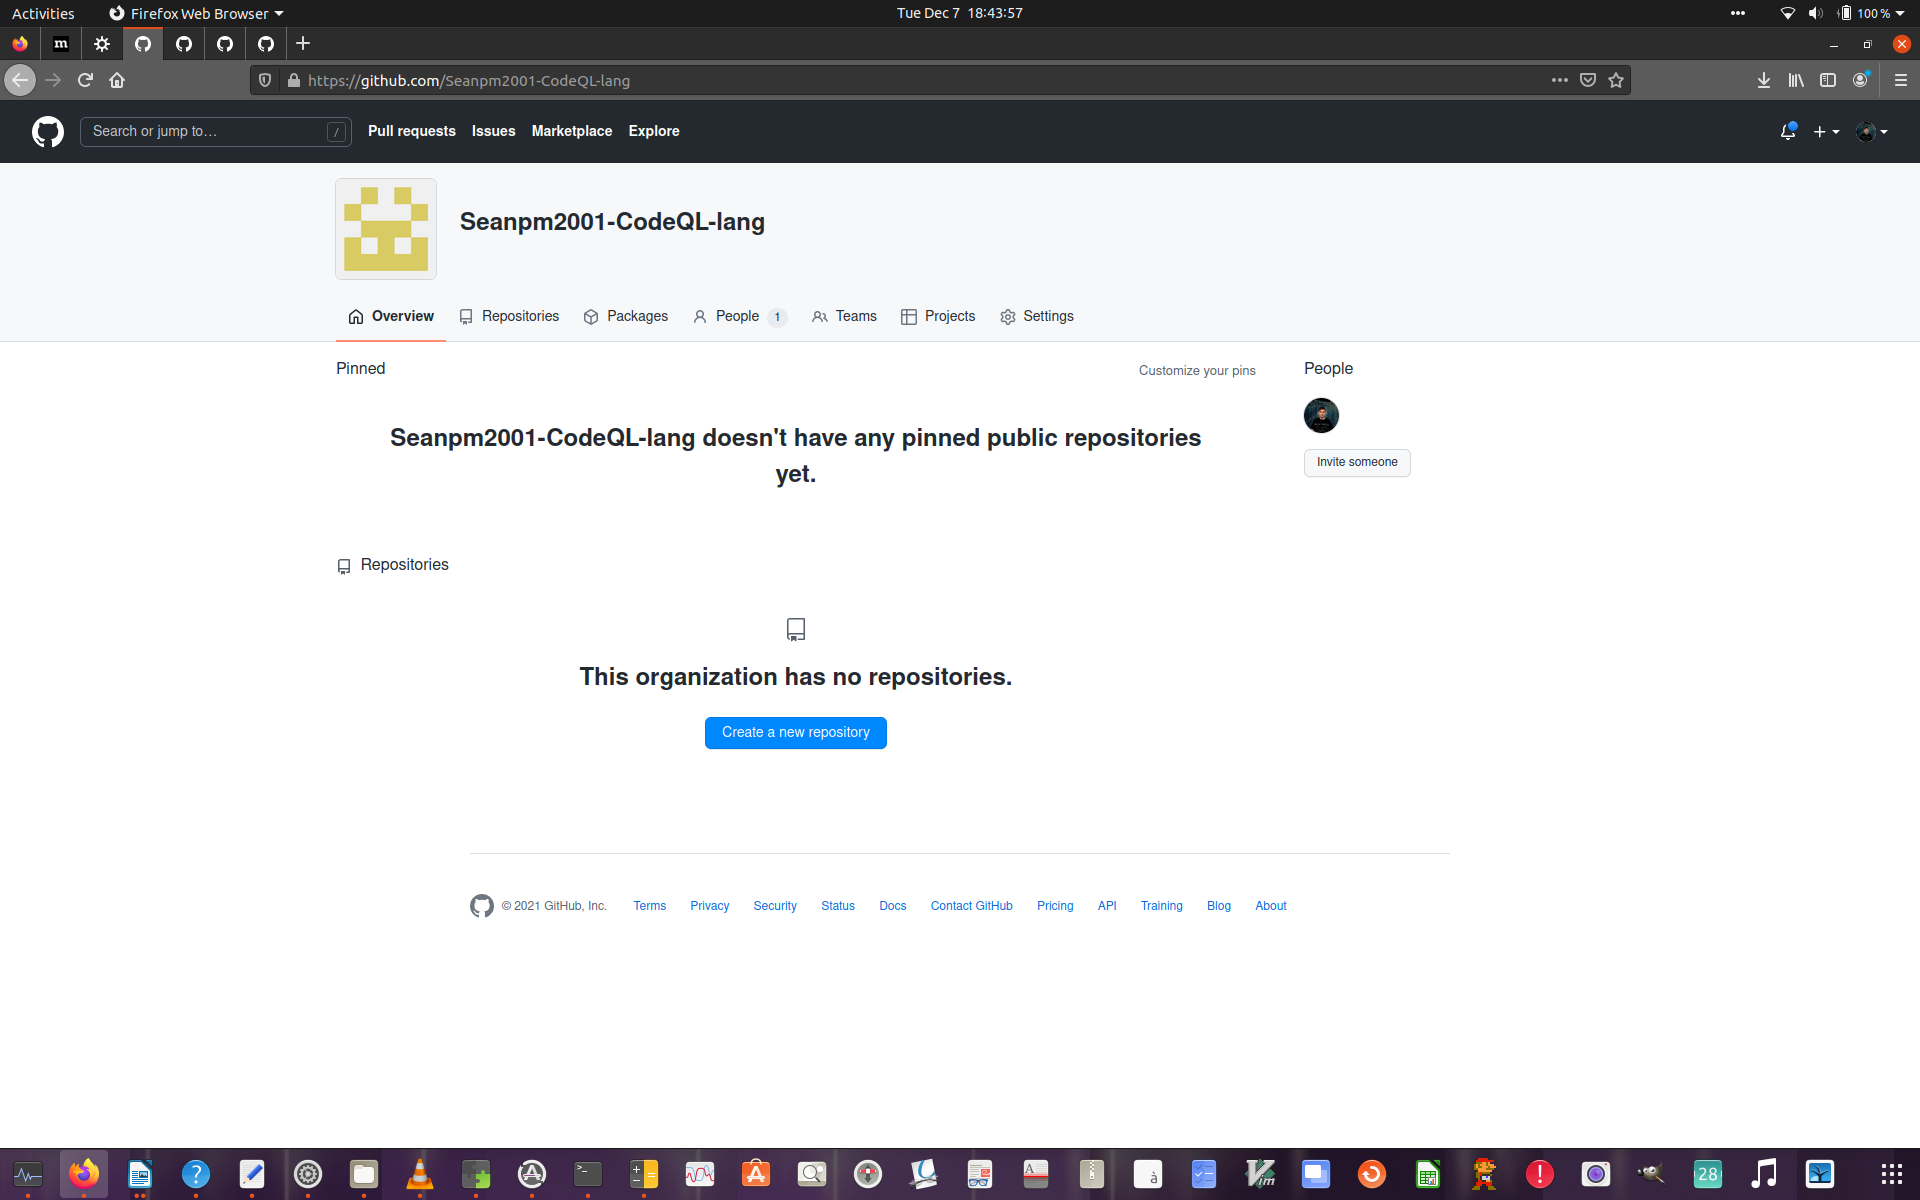 Activities
Firefox Web Browser
Tue Dec 7 18:43:57
100 %
m
https://github.com/Seanpm2001-CodeQL-lang
Search or jump to…
/
Pull requests
Issues
Marketplace
Explore
Seanpm2001-CodeQL-lang
Overview
Repositories
Packages
People 1
Teams
Projects
Settings
Pinned
Customize your pins
People
Seanpm2001-CodeQL-lang doesn't have any pinned public repositories
yet.
Invite someone
Repositories
This organization has no repositories.
Create a new repository
© 2021 GitHub, Inc.
Terms
Privacy
Security
Status
Docs
Contact GitHub
Pricing
API
Training
Blog
About
?
>_
A
à
Vim
!
28